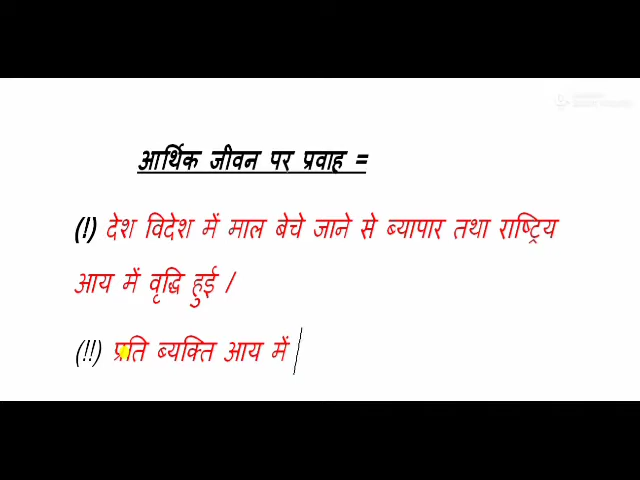 आर्थिक जीवन पर प्रवाह =
(!) देश विदेश में माल बेचे जाने से ब्यापार तथा राष्ट्रिय
आय में वृद्धि हुई /
(!!) प्रति ब्यक्ति आय में